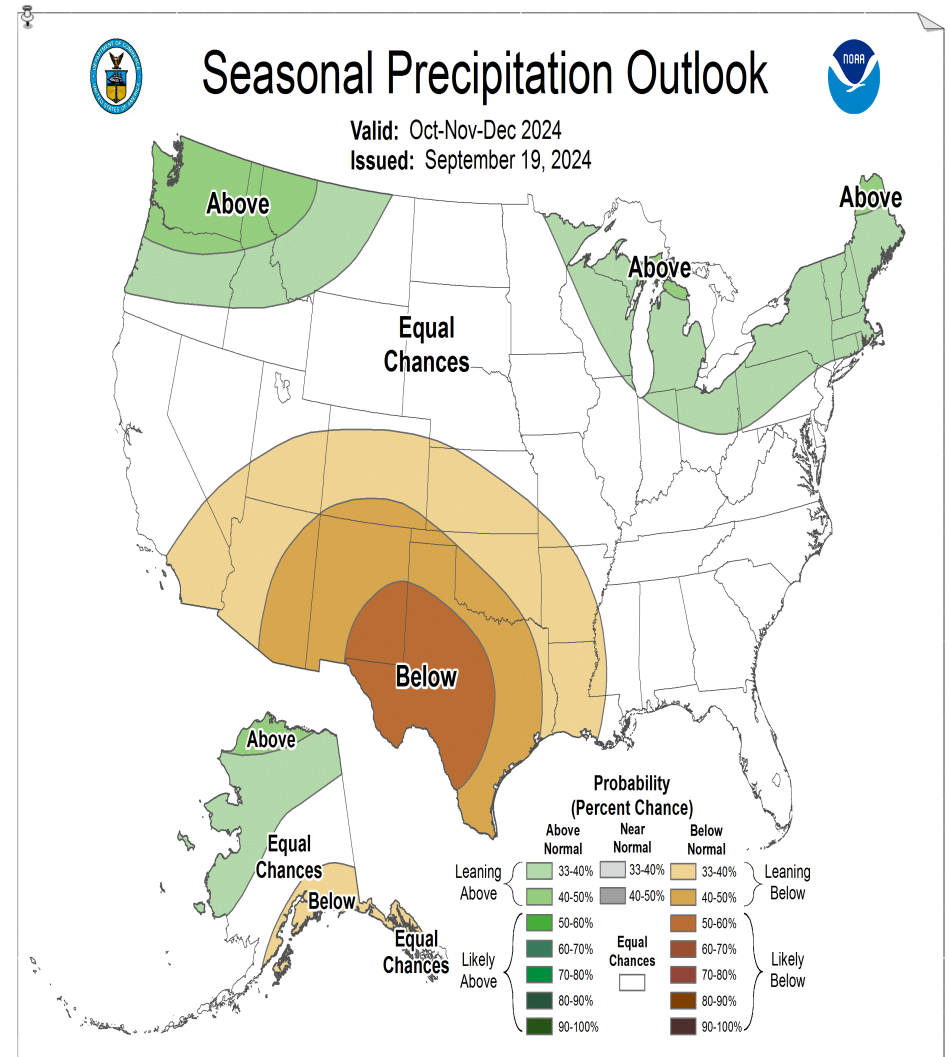 Seasonal Precipitation Outlook
NOAA
Valid: Oct-Nov-Dec 2024
Issued: September 19, 2024
Above
Above
Above
Equal
Chances
Below
Above
Equal
Chances
Below
Equal
Chances
Probability
(Percent Chance)
Above
Normal
Near
Normal
Below
Normal
Leaning
Above
33-40%
33-40%
33-40%
Leaning
Below
40-50%
40-50%
40-50%
Likely
Above
50-60%
50-60%
Equal
Chances
60-70%
60-70%
Likely
Below
70-80%
70-80%
80-90%
80-90%
90-100%
90-100%